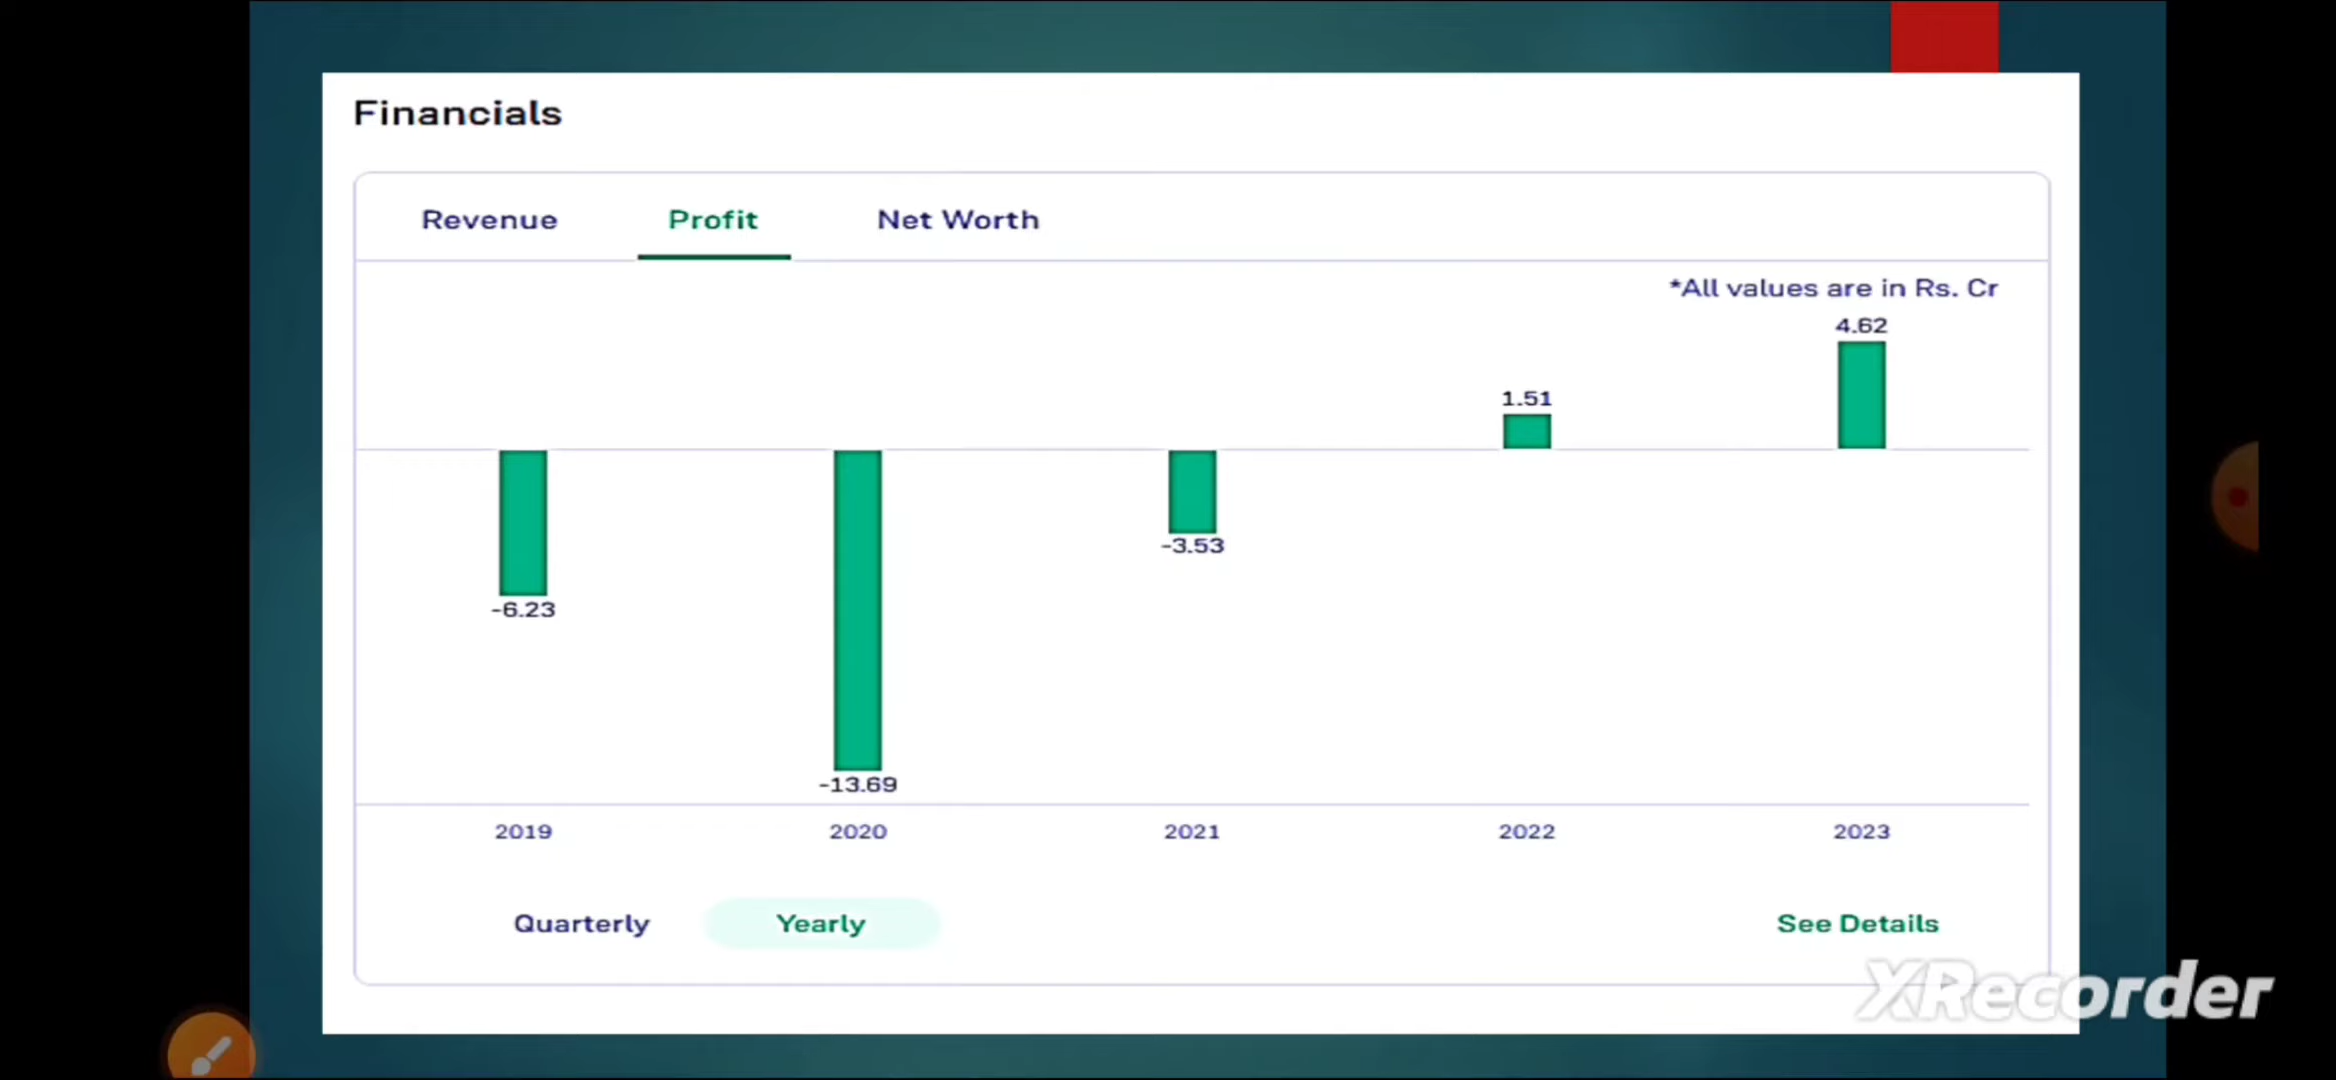 Financials
Revenue Profit Net Worth
*All values are in Rs. Cr
4.62
1.51
-3.53
-6.23
-13.69
2019 2020 2021 2022 2023
Quarterly Yearly See Details
XRecorder